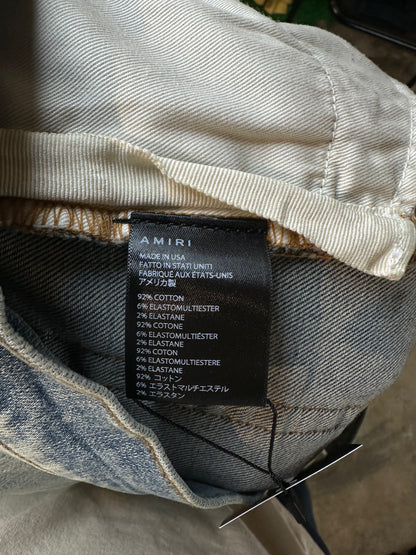 AMIRI
MADE IN USA
FATTO IN STATI UNITI
FABRIQUE AUX ÉTATS-UNIS
アメリカ製
92% COTTON
6% ELASTOMULTIESTER
2% ELASTANE
92% COTONE
6% ELASTOMULTIÉSTER
2% ELASTANE
92% COTON
6% ELASTOMULTIESTERE
2% ELASTANE
92% コットン
6% エラストマルチエステル
2% エラスタン